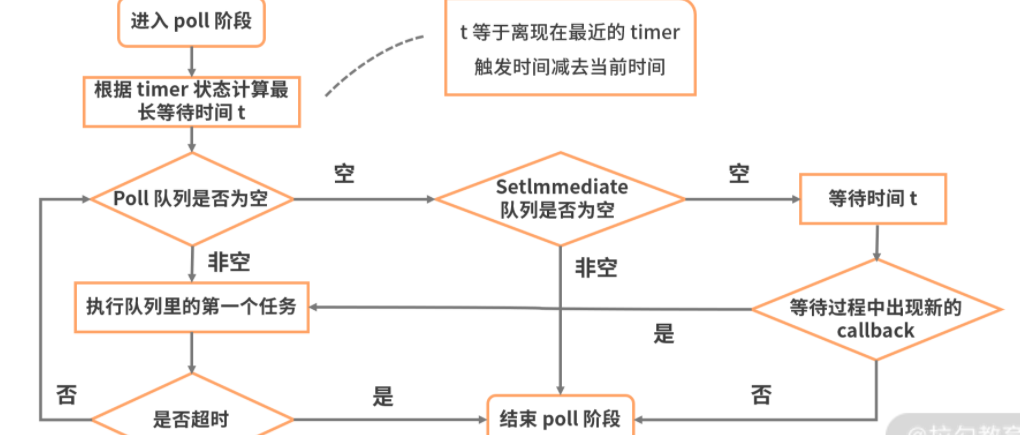 进入 poll 阶段
t 等于离现在最近的 timer
触发时间减去当前时间
根据 timer 状态计算最
长等待时间 t
Poll 队列是否为空
空
SetImmediate
队列是否为空
空
等待时间 t
非空
非空
执行队列里的第一个任务
等待过程中出现新的
callback
是
否
是否超时
是
结束 poll 阶段
否
@拉勾教育